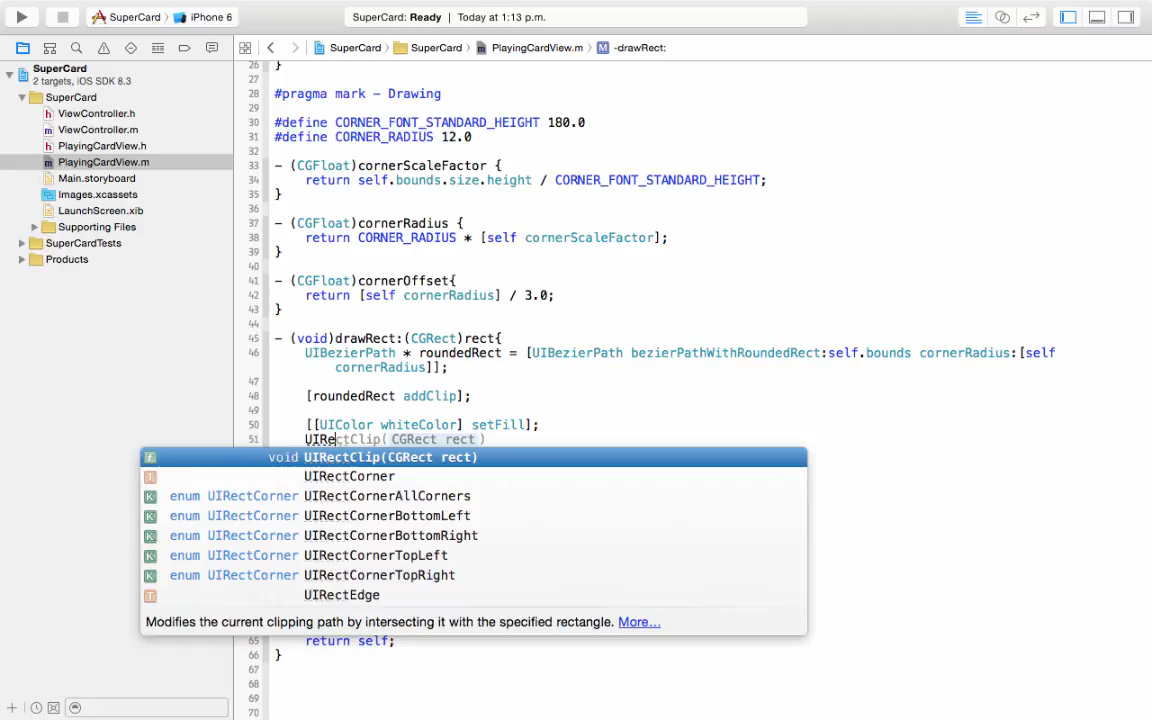 SuperCard
iPhone 6
SuperCard: Ready | Today at 1:13 p.m.
SuperCard
SuperCard
PlayingCardView.m
M
-drawRect:
SuperCard
2 targets, iOS SDK 8.3
SuperCard
h ViewController.h
m ViewController.m
h PlayingCardView.h
m PlayingCardView.m
Main.storyboard
Images.xcassets
LaunchScreen.xib
Supporting Files
SuperCardTests
Products
26 }
27
28 #pragma mark - Drawing
29
30 #define CORNER_FONT_STANDARD_HEIGHT 180.0
31 #define CORNER_RADIUS 12.0
32
33 - (CGFloat)cornerScaleFactor {
34 return self.bounds.size.height / CORNER_FONT_STANDARD_HEIGHT;
35 }
36
37 - (CGFloat)cornerRadius {
38 return CORNER_RADIUS * [self cornerScaleFactor];
39 }
40
41 - (CGFloat)cornerOffset{
42 return [self cornerRadius] / 3.0;
43 }
44
45 - (void)drawRect:(CGRect)rect{
46 UIBezierPath * roundedRect = [UIBezierPath bezierPathWithRoundedRect:self.bounds cornerRadius:[self
cornerRadius]];
47
48 [roundedRect addClip];
49
50 [[UIColor whiteColor] setFill];
51 UIRectClip(CGRect rect)
f void UIRectClip(CGRect rect)
T UIRectCorner
K enum UIRectCorner UIRectCornerAllCorners
K enum UIRectCorner UIRectCornerBottomLeft
K enum UIRectCorner UIRectCornerBottomRight
K enum UIRectCorner UIRectCornerTopLeft
K enum UIRectCorner UIRectCornerTopRight
T UIRectEdge
Modifies the current clipping path by intersecting it with the specified rectangle. More...
65 return self;
66 }
67
68
69
70